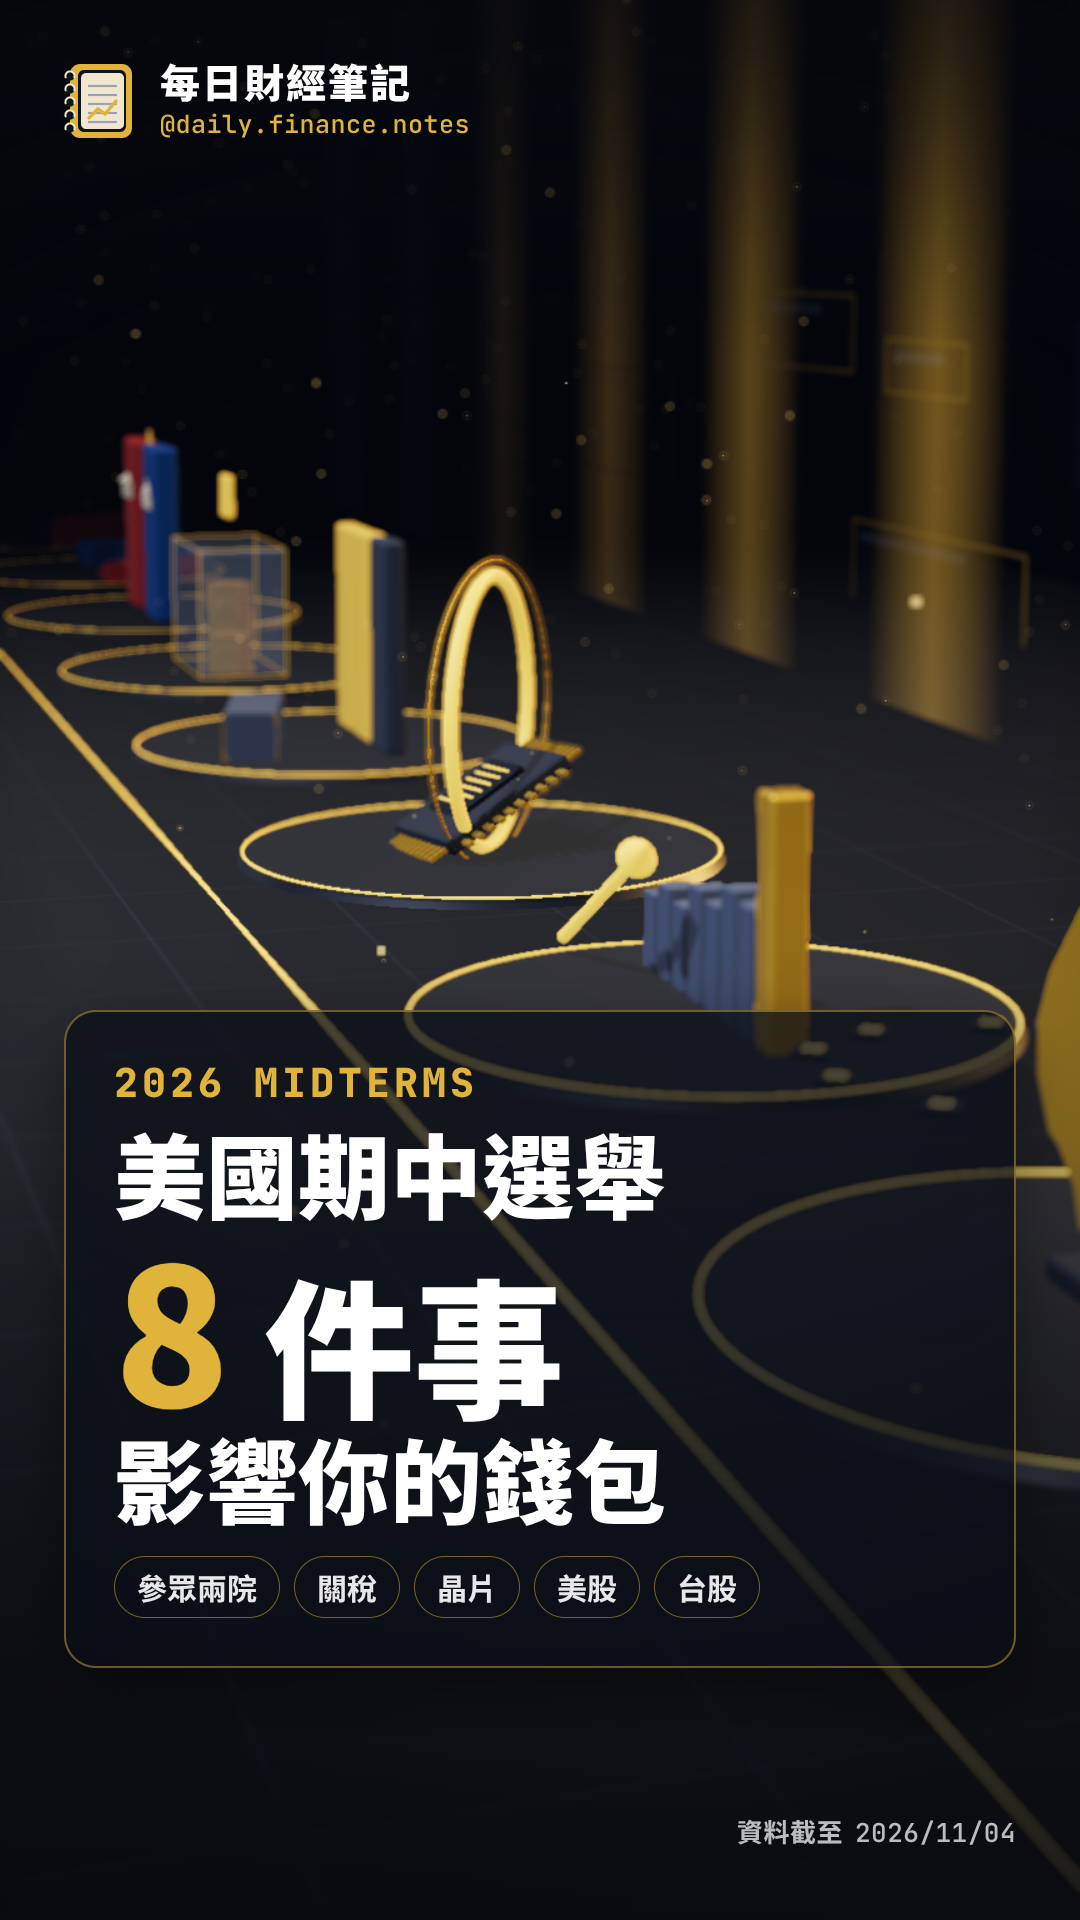 每日財經筆記
@daily.finance.notes
2026 MIDTERMS
美國期中選舉
8 件事
影響你的錢包
參眾兩院 關稅 晶片 美股 台股
資料截至 2026/11/04